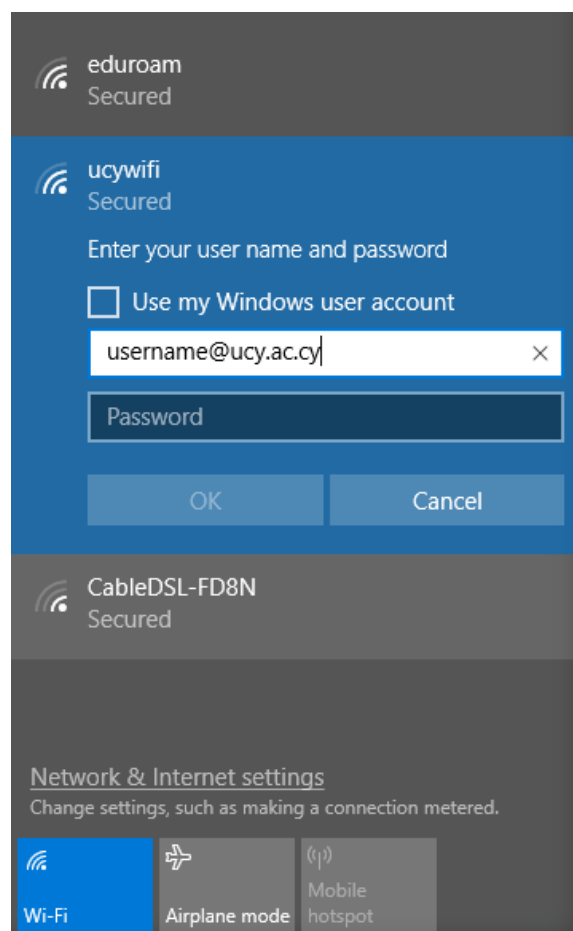 eduroam
Secured
ucywifi
Secured
Enter your user name and password
Use my Windows user account
username@ucy.ac.cy
Password
OK
Cancel
CableDSL-FD8N
Secured
Network & Internet settings
Change settings, such as making a connection metered.
Wi-Fi
Airplane mode
Mobile
hotspot